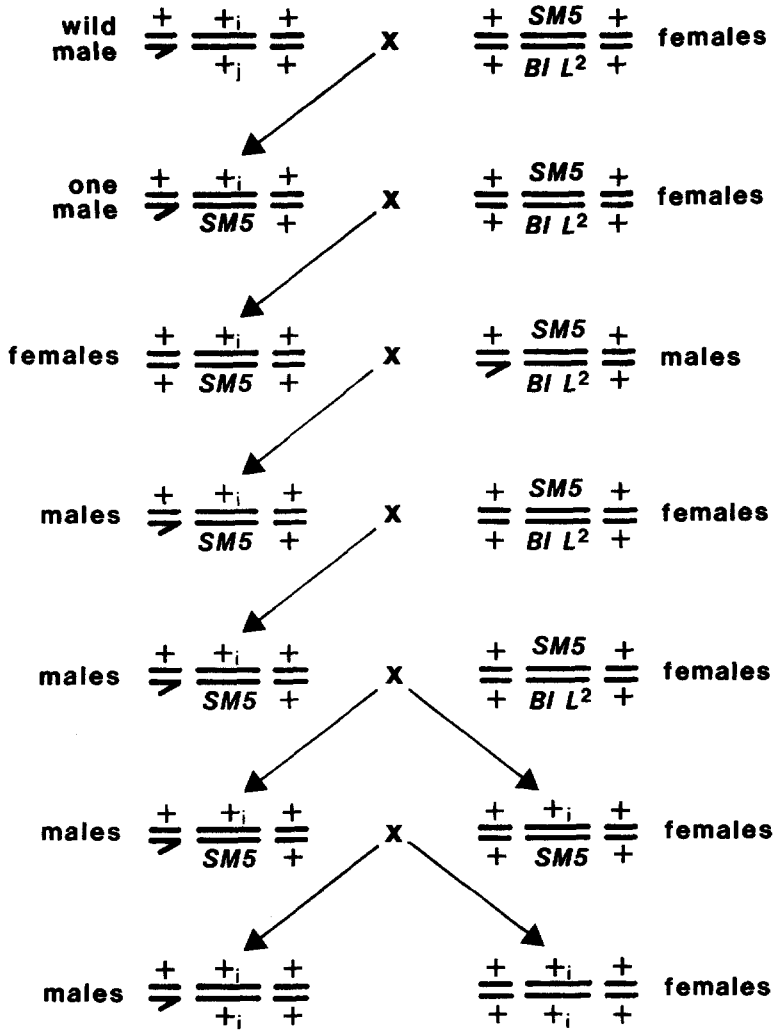 + +i + + SM5 +
wild
male X females
+j + + Bl L² +
+ +i + + SM5 +
one
male X females
SM5 + + Bl L² +
+ +i + + SM5 +
females X males
+ SM5 + Bl L² +
+ +i + + SM5 +
males X females
SM5 + + Bl L² +
+ +i + + SM5 +
males X females
SM5 + + Bl L² +
+ +i + + +i +
males X females
SM5 + + SM5 +
+ +i + + +i +
males females
+i + + +i +